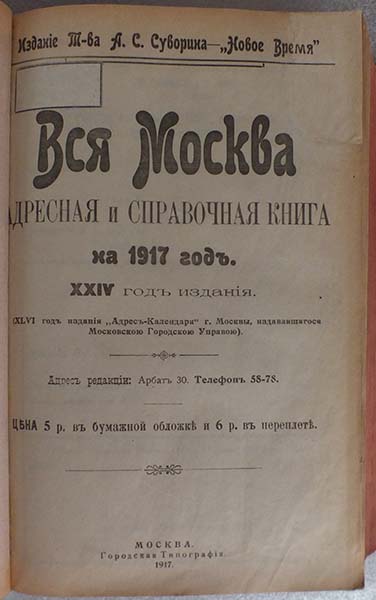 Изданіе Т-ва А. С. Суворина—„Новое Время"
Вся Москва
АДРЕСНАЯ и СПРАВОЧНАЯ КНИГА
на 1917 годъ.
XXIV годъ изданія.
(XLVI годъ изданія „Адресъ-Календаря" г. Москвы, издававшагося
Московскою Городскою Управою).
Адресъ редакціи: Арбатъ 30. Телефонъ 58-78.
ЦѢНА 5 р. въ бумажной обложкѣ и 6 р. въ переплетѣ.
МОСКВА.
Городская Типографія.
1917.